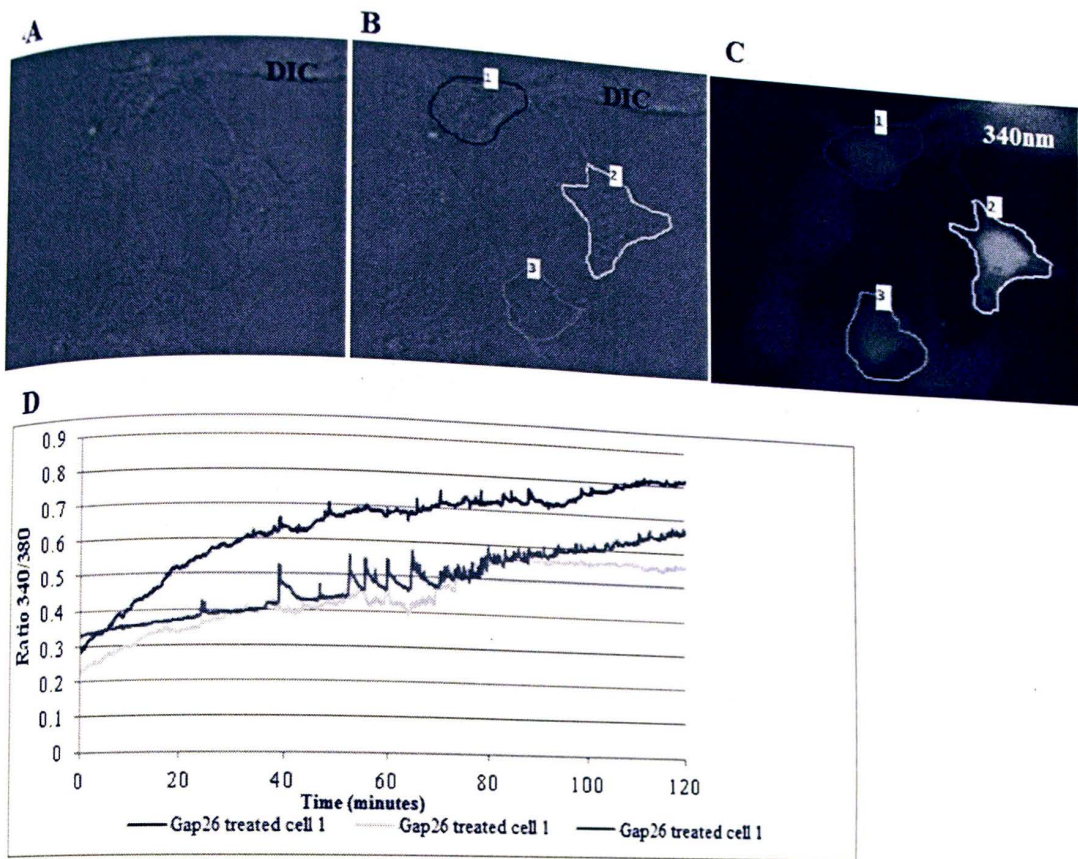 A
B
C
DIC
DIC
340nm
1
2
3
1
2
3
D
Ratio 340/380
0.9
0.8
0.7
0.6
0.5
0.4
0.3
0.2
0.1
0
0 20 40 60 80 100 120
Time (minutes)
Gap26 treated cell 1 Gap26 treated cell 1 Gap26 treated cell 1